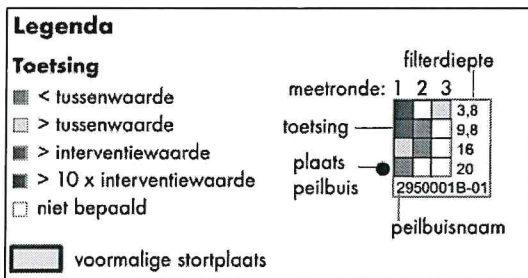 Legenda
Toetsing
< tussenwaarde
> tussenwaarde
> interventiewaarde
> 10 x interventiewaarde
niet bepaald
voormalige stortplaats
filterdiepte
meetronde: 1 2 3
3,8
toetsing
9,8
16
plaats
peilbuis
20
2950001B-01
peilbuisnaam